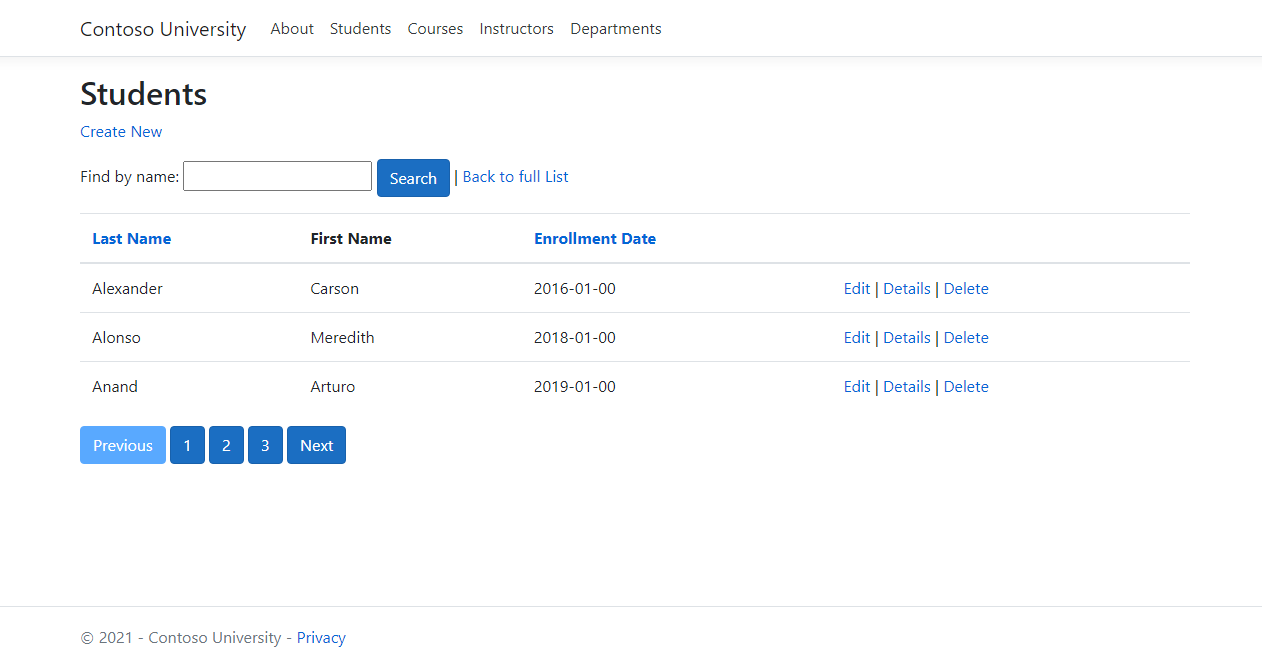 Contoso University About Students Courses Instructors Departments
Students
Create New
Find by name: Search | Back to full List
Last Name First Name Enrollment Date
Alexander Carson 2016-01-00 Edit | Details | Delete
Alonso Meredith 2018-01-00 Edit | Details | Delete
Anand Arturo 2019-01-00 Edit | Details | Delete
Previous 1 2 3 Next
© 2021 - Contoso University - Privacy